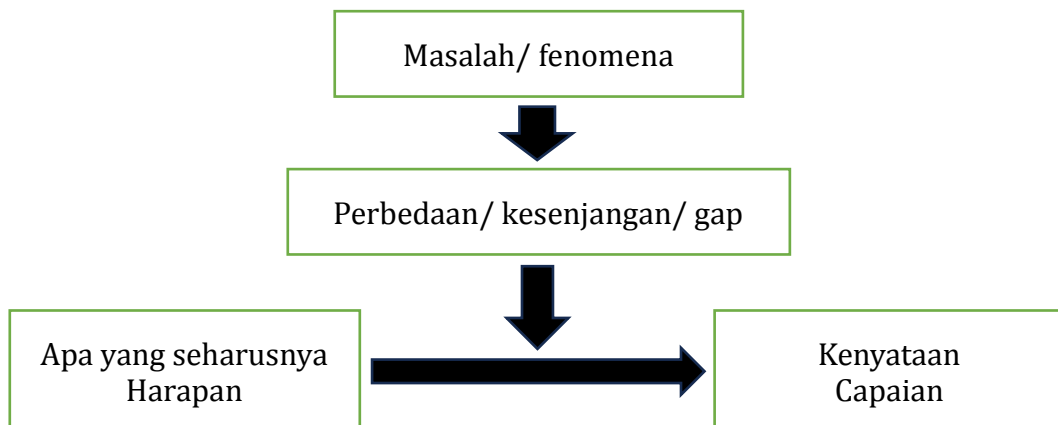 Masalah/ fenomena
Perbedaan/ kesenjangan/ gap
Apa yang seharusnya
Harapan
Kenyataan
Capaian